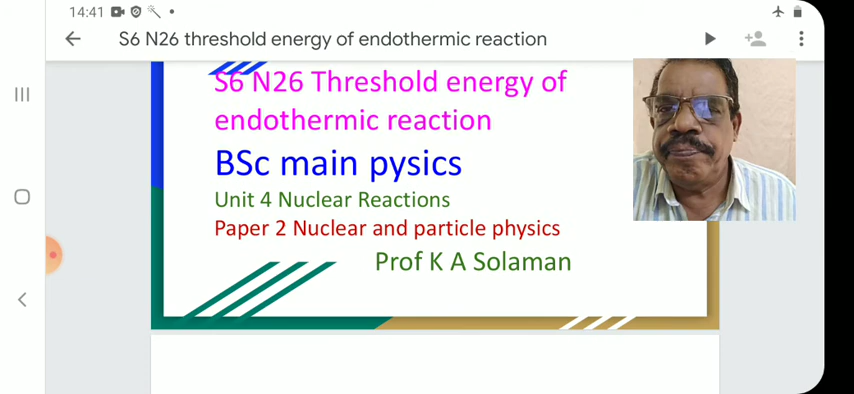 14:41
S6 N26 threshold energy of endothermic reaction
S6 N26 Threshold energy of
endothermic reaction
BSc main pysics
Unit 4 Nuclear Reactions
Paper 2 Nuclear and particle physics
Prof K A Solaman